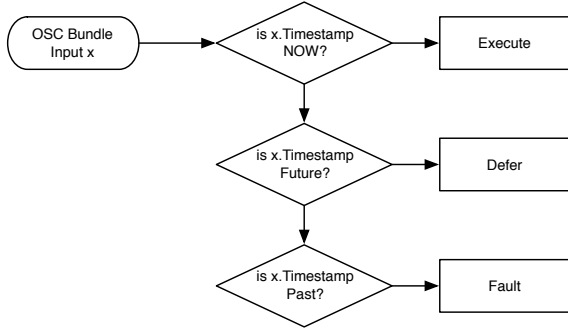 OSC Bundle
Input x
is x.Timestamp
NOW?
Execute
is x.Timestamp
Future?
Defer
is x.Timestamp
Past?
Fault